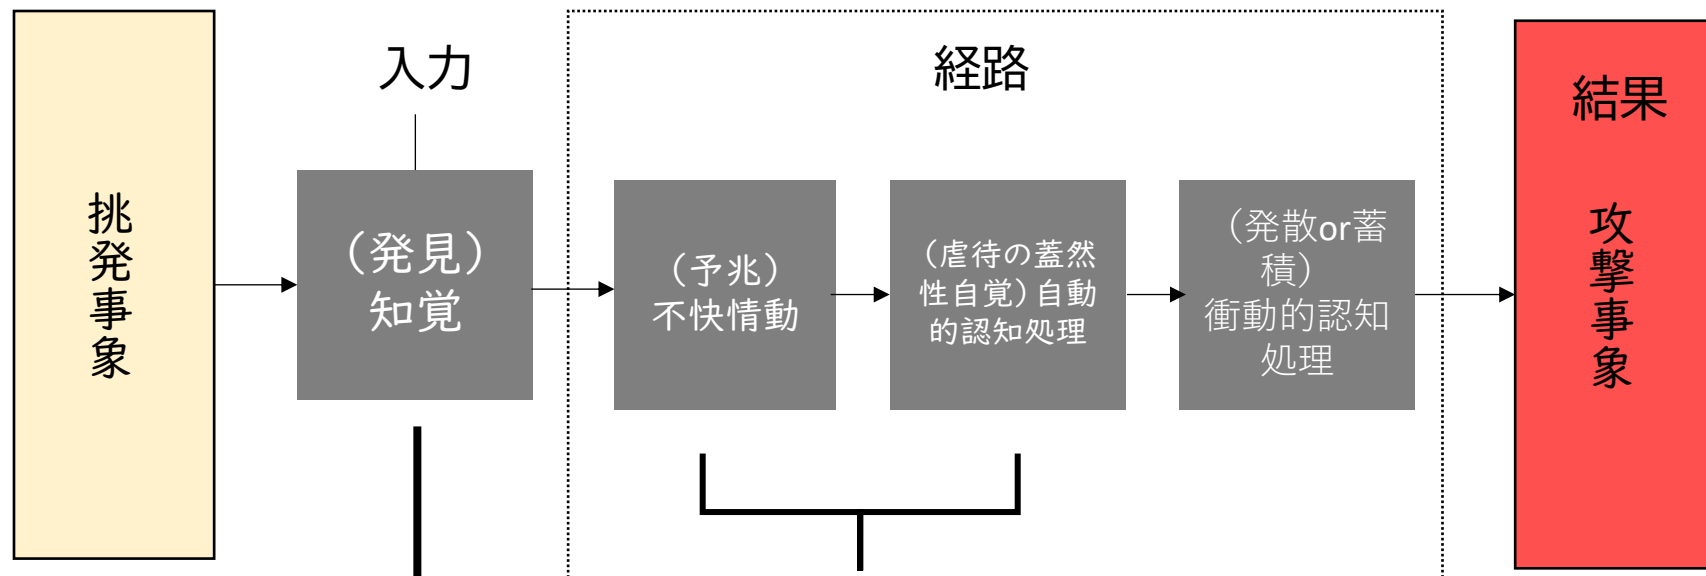 挑発事象
入力
（発見）
知覚
経路
（予兆）
不快情動
（虐待の蓋然
性自覚）自動
的認知処理
（発散or蓄
積）
衝動的認知
処理
結果
攻撃事象